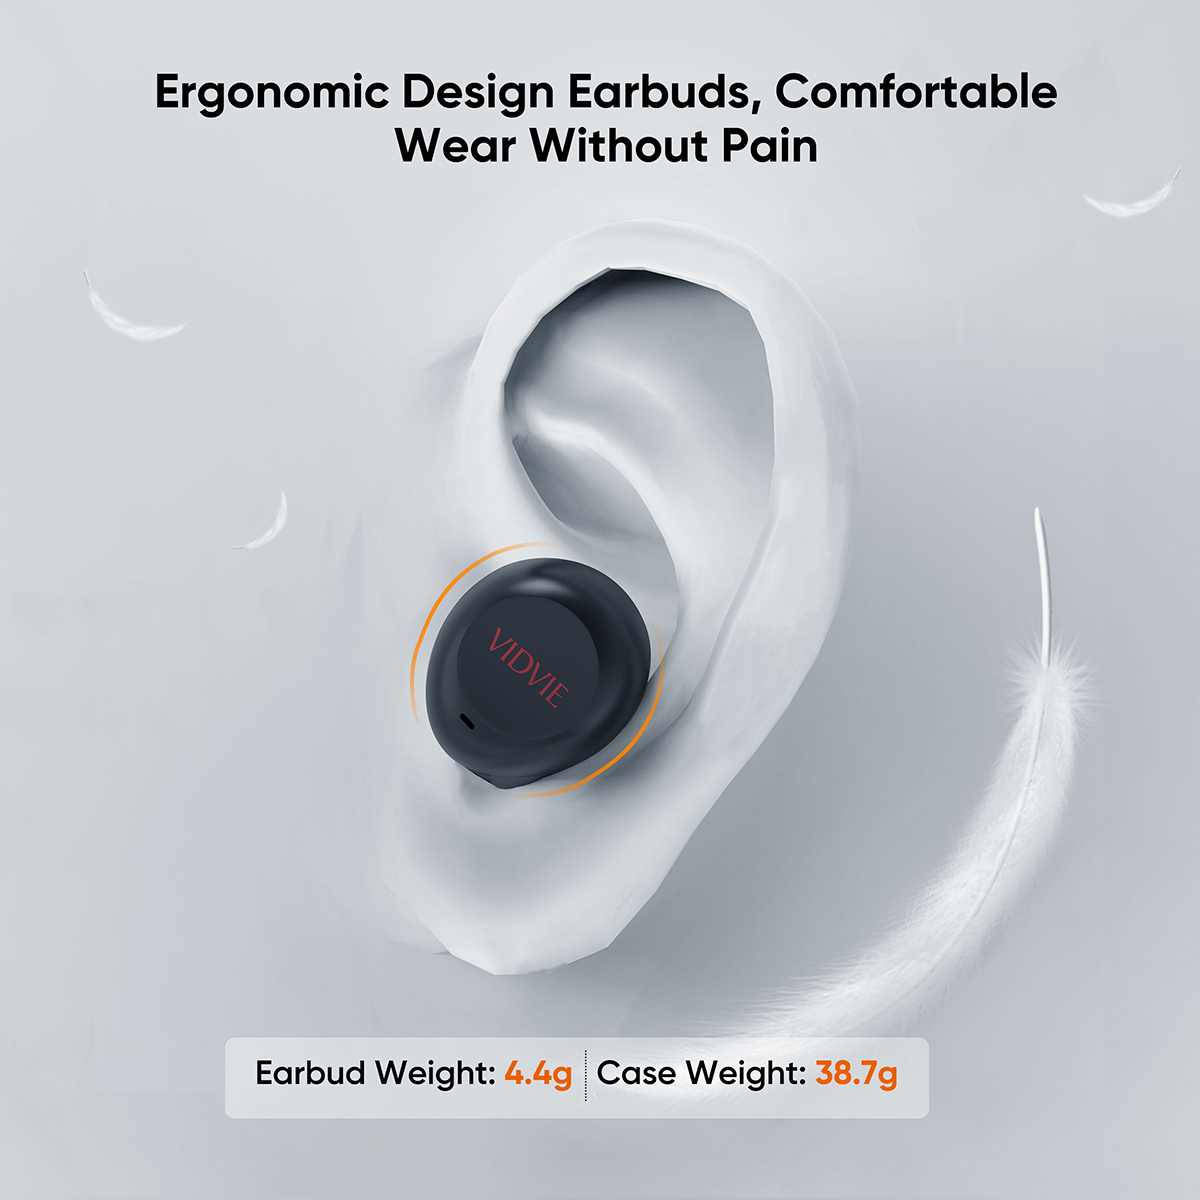 Ergonomic Design Earbuds, Comfortable
Wear Without Pain
VIDVIE
Earbud Weight: 4.4g Case Weight: 38.7g